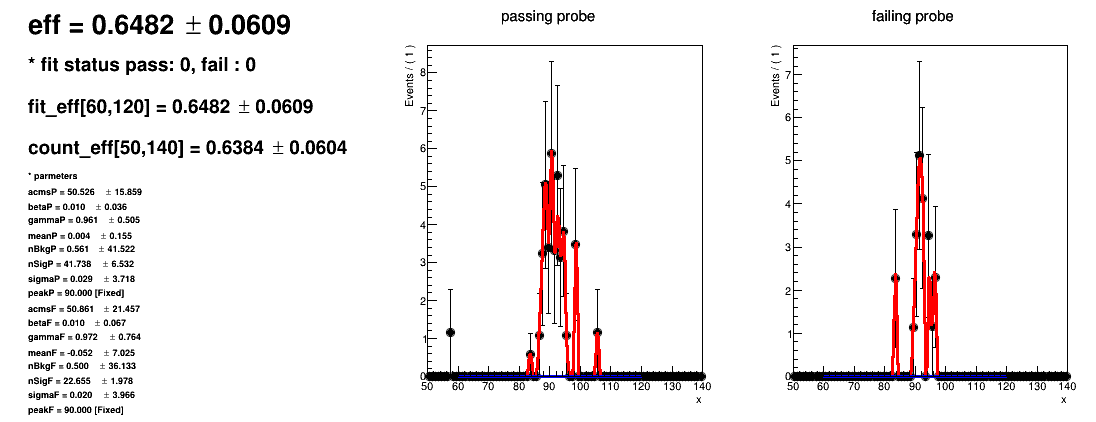 eff = 0.6482 ± 0.0609
* fit status pass: 0, fail : 0
fit_eff[60,120] = 0.6482 ± 0.0609
count_eff[50,140] = 0.6384 ± 0.0604
* parmeters
acmsP = 50.526 ± 15.859
betaP = 0.010 ± 0.036
gammaP = 0.961 ± 0.505
meanP = 0.004 ± 0.155
nBkgP = 0.561 ± 41.522
nSigP = 41.738 ± 6.532
sigmaP = 0.029 ± 3.718
peakP = 90.000 [Fixed]
acmsF = 50.861 ± 21.457
betaF = 0.010 ± 0.067
gammaF = 0.972 ± 0.764
meanF = -0.052 ± 7.025
nBkgF = 0.500 ± 36.133
nSigF = 22.655 ± 1.978
sigmaF = 0.020 ± 3.966
peakF = 90.000 [Fixed]
passing probe
Events / ( 1 )
8
7
6
5
4
3
2
1
0
50 60 70 80 90 100 110 120 130 140
x
failing probe
Events / ( 1 )
7
6
5
4
3
2
1
0
50 60 70 80 90 100 110 120 130 140
x